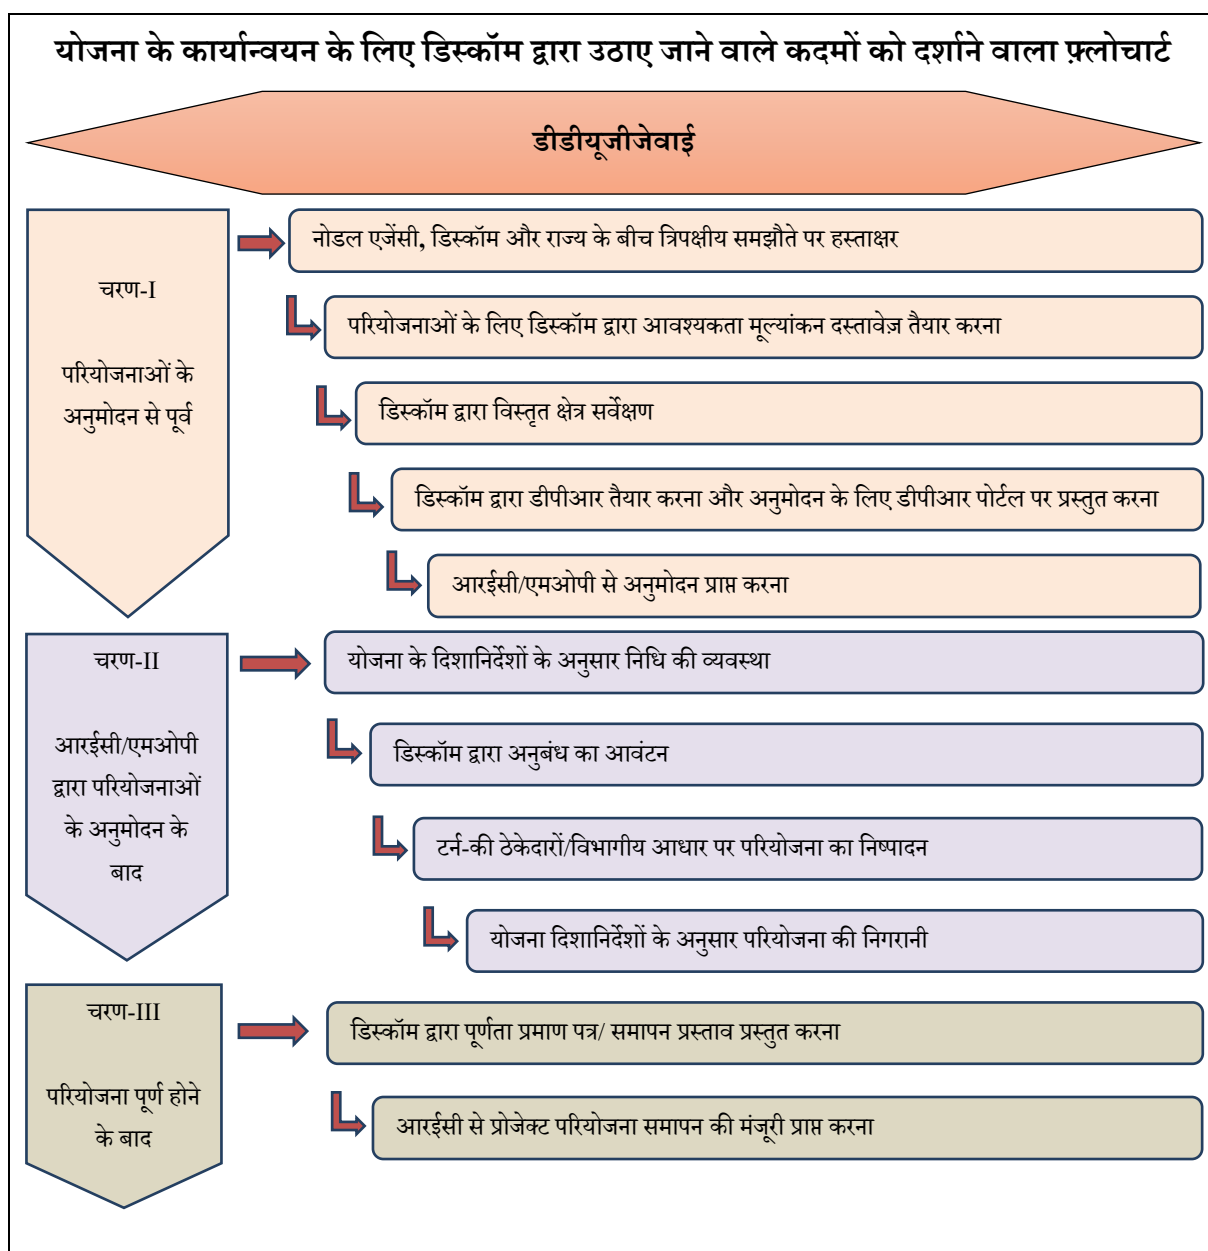 योजना के कार्यान्वयन के लिए डिस्कॉम द्वारा उठाए जाने वाले कदमों को दर्शाने वाला फ़्लोचार्ट
डीडीयूजीजेवाई
चरण-I
परियोजनाओं के
अनुमोदन से पूर्व
नोडल एजेंसी, डिस्कॉम और राज्य के बीच त्रिपक्षीय समझौते पर हस्ताक्षर
परियोजनाओं के लिए डिस्कॉम द्वारा आवश्यकता मूल्यांकन दस्तावेज़ तैयार करना
डिस्कॉम द्वारा विस्तृत क्षेत्र सर्वेक्षण
डिस्कॉम द्वारा डीपीआर तैयार करना और अनुमोदन के लिए डीपीआर पोर्टल पर प्रस्तुत करना
आरईसी/एमओपी से अनुमोदन प्राप्त करना
चरण-II
आरईसी/एमओपी
द्वारा परियोजनाओं
के अनुमोदन के
बाद
योजना के दिशानिर्देशों के अनुसार निधि की व्यवस्था
डिस्कॉम द्वारा अनुबंध का आवंटन
टर्न-की ठेकेदारों/विभागीय आधार पर परियोजना का निष्पादन
योजना दिशानिर्देशों के अनुसार परियोजना की निगरानी
चरण-III
परियोजना पूर्ण होने
के बाद
डिस्कॉम द्वारा पूर्णता प्रमाण पत्र/ समापन प्रस्ताव प्रस्तुत करना
आरईसी से प्रोजेक्ट परियोजना समापन की मंजूरी प्राप्त करना